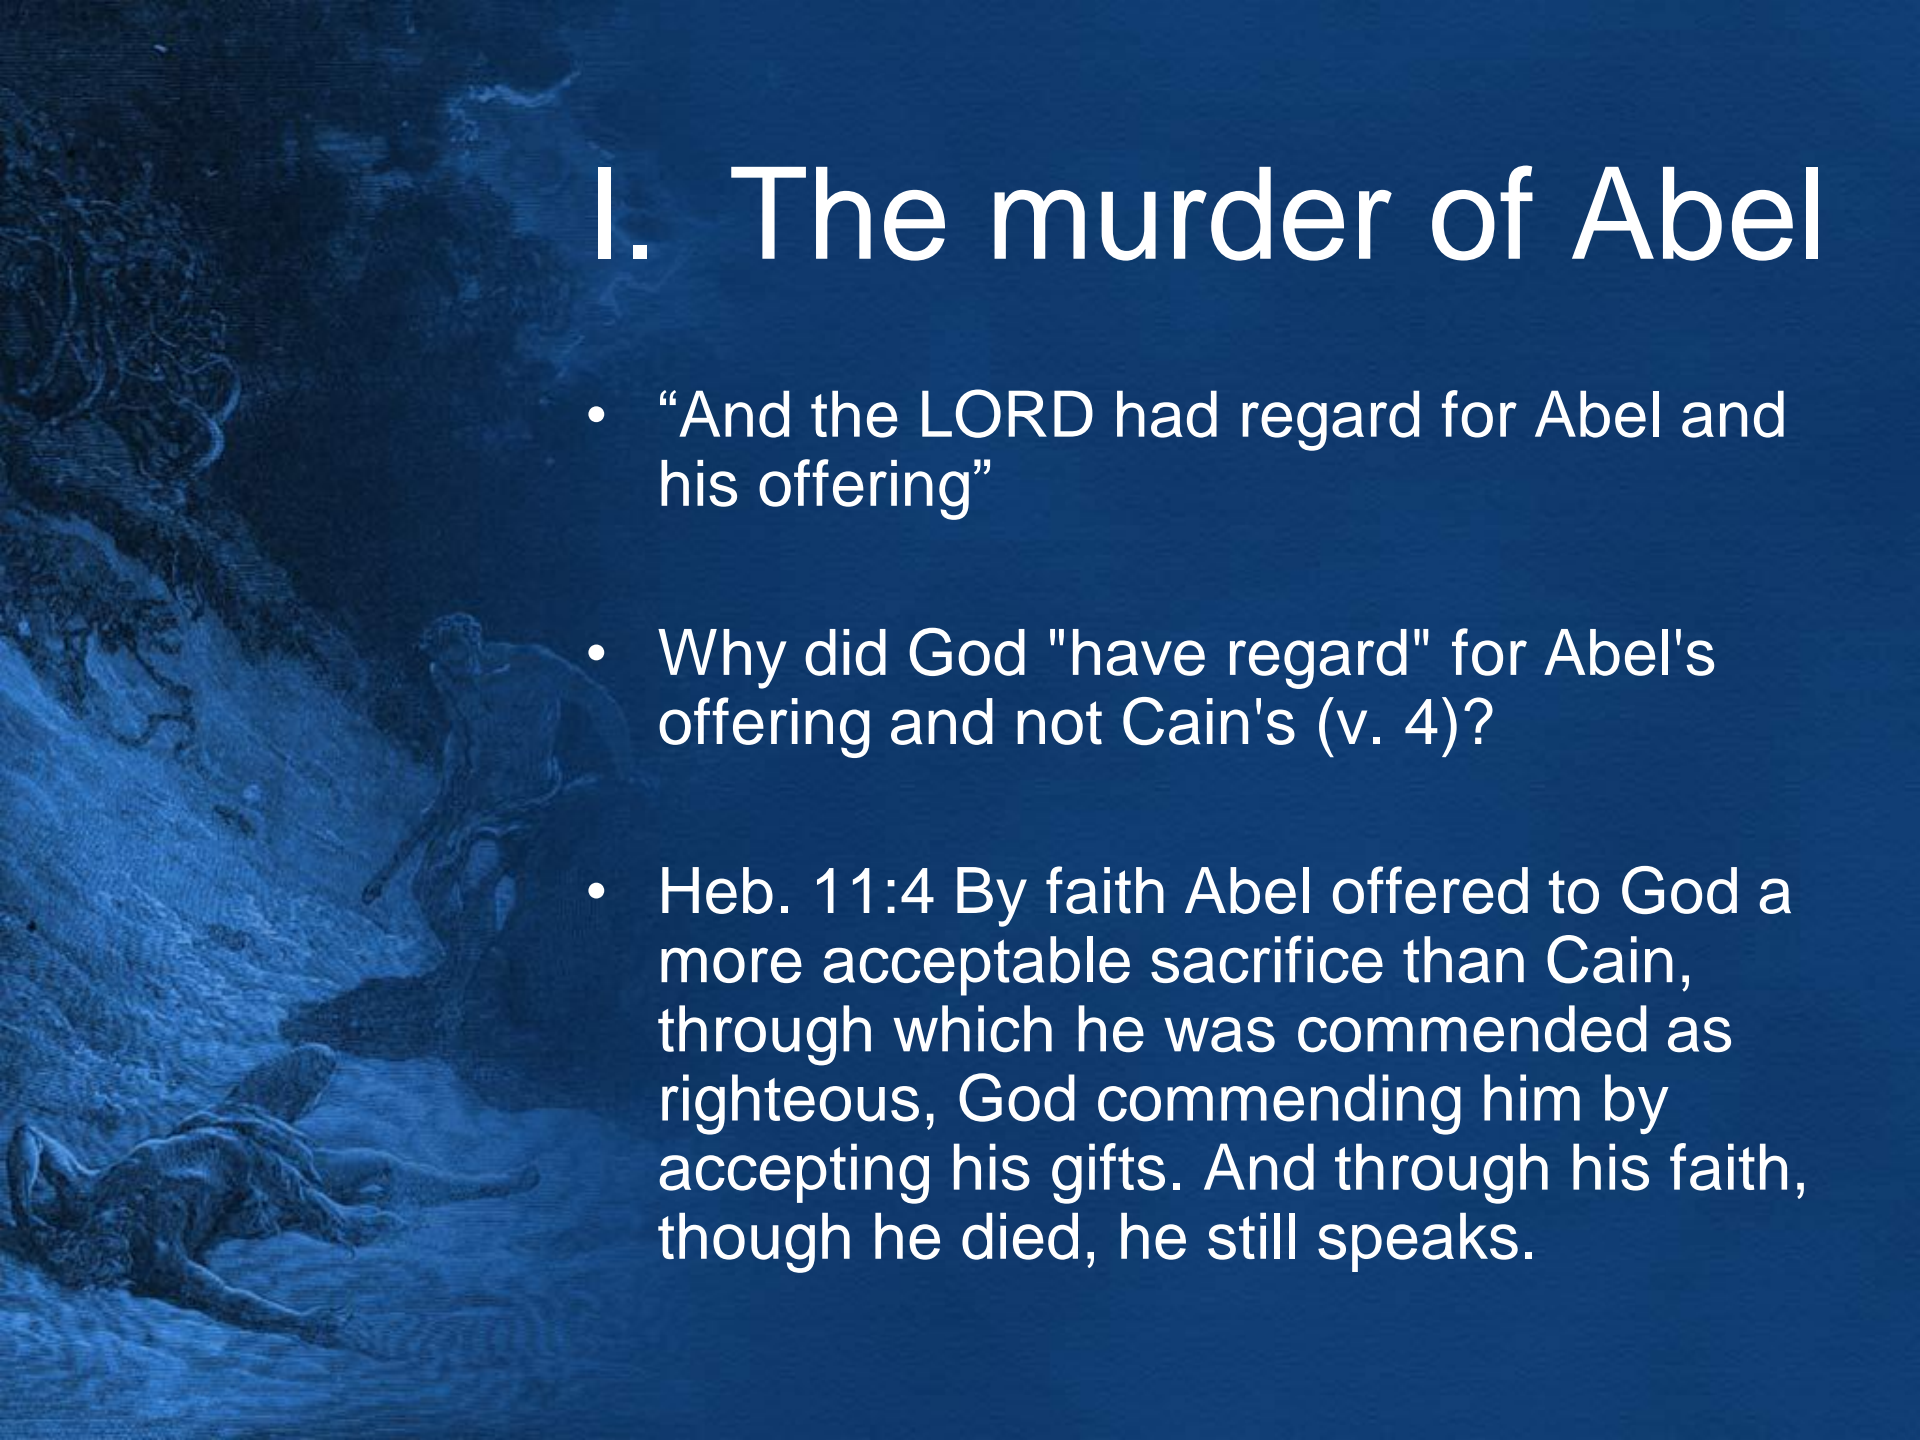 I. The murder of Abel
• “And the LORD had regard for Abel and
his offering”
• Why did God "have regard" for Abel's
offering and not Cain's (v. 4)?
• Heb. 11:4 By faith Abel offered to God a
more acceptable sacrifice than Cain,
through which he was commended as
righteous, God commending him by
accepting his gifts. And through his faith,
though he died, he still speaks.